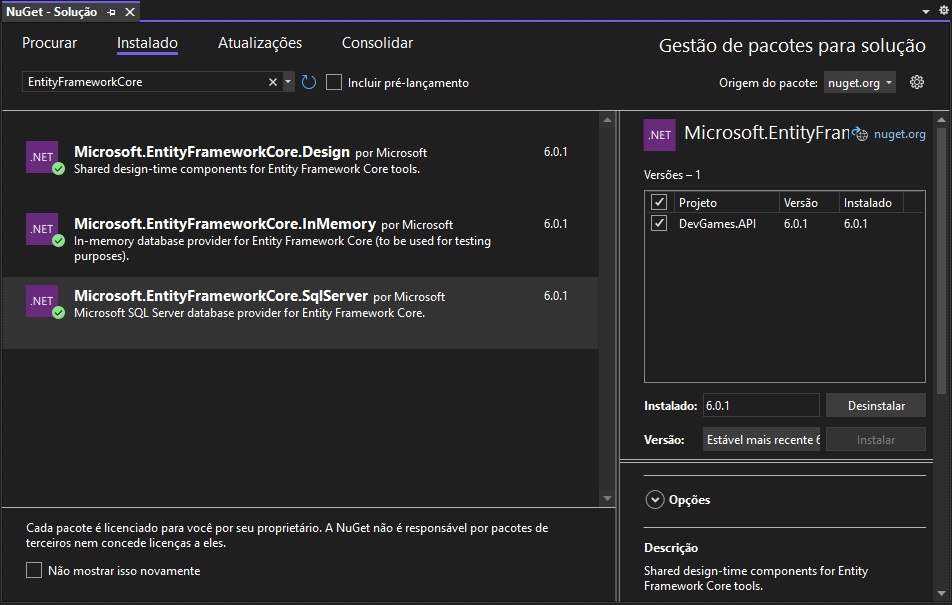 NuGet - Solução
Procurar
Instalado
Atualizações
Consolidar
Gestão de pacotes para solução
EntityFrameworkCore
Incluir pré-lançamento
Origem do pacote:
nuget.org
.NET
Microsoft.EntityFrameworkCore.Design por Microsoft
6.0.1
Shared design-time components for Entity Framework Core tools.
.NET
Microsoft.EntityFrameworkCore.InMemory por Microsoft
6.0.1
In-memory database provider for Entity Framework Core (to be used for testing
purposes).
.NET
Microsoft.EntityFrameworkCore.SqlServer por Microsoft
6.0.1
Microsoft SQL Server database provider for Entity Framework Core.
Cada pacote é licenciado para você por seu proprietário. A NuGet não é responsável por pacotes de
terceiros nem concede licenças a eles.
Não mostrar isso novamente
.NET
Microsoft.EntityFran
nuget.org
Versões – 1
Projeto Versão Instalado
DevGames.API 6.0.1 6.0.1
Instalado:
6.0.1
Desinstalar
Versão:
Estável mais recente 6
Instalar
Opções
Descrição
Shared design-time components for Entity
Framework Core tools.